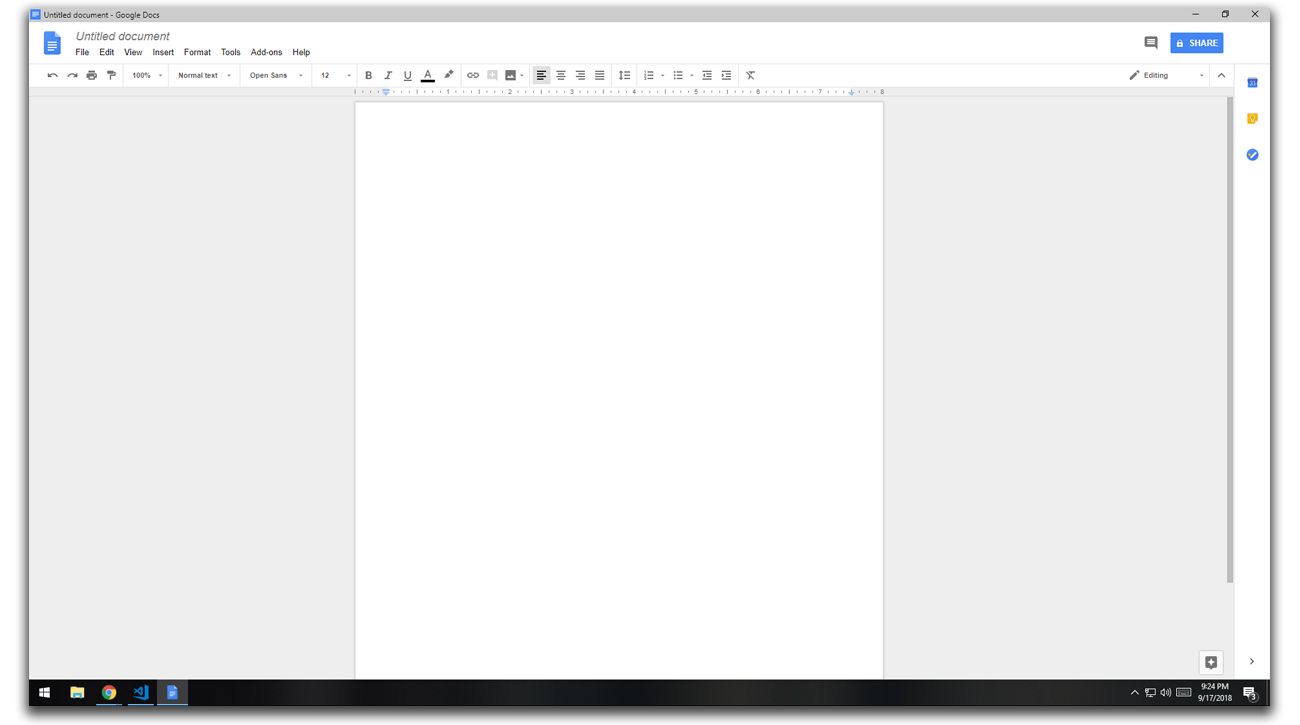 Untitled document - Google Docs
Untitled document
File Edit View Insert Format Tools Add-ons Help
SHARE
100% Normal text Open Sans 12 B I U A Editing
1 2 3 4 5 6 7 8
31
9:24 PM
9/17/2018
3